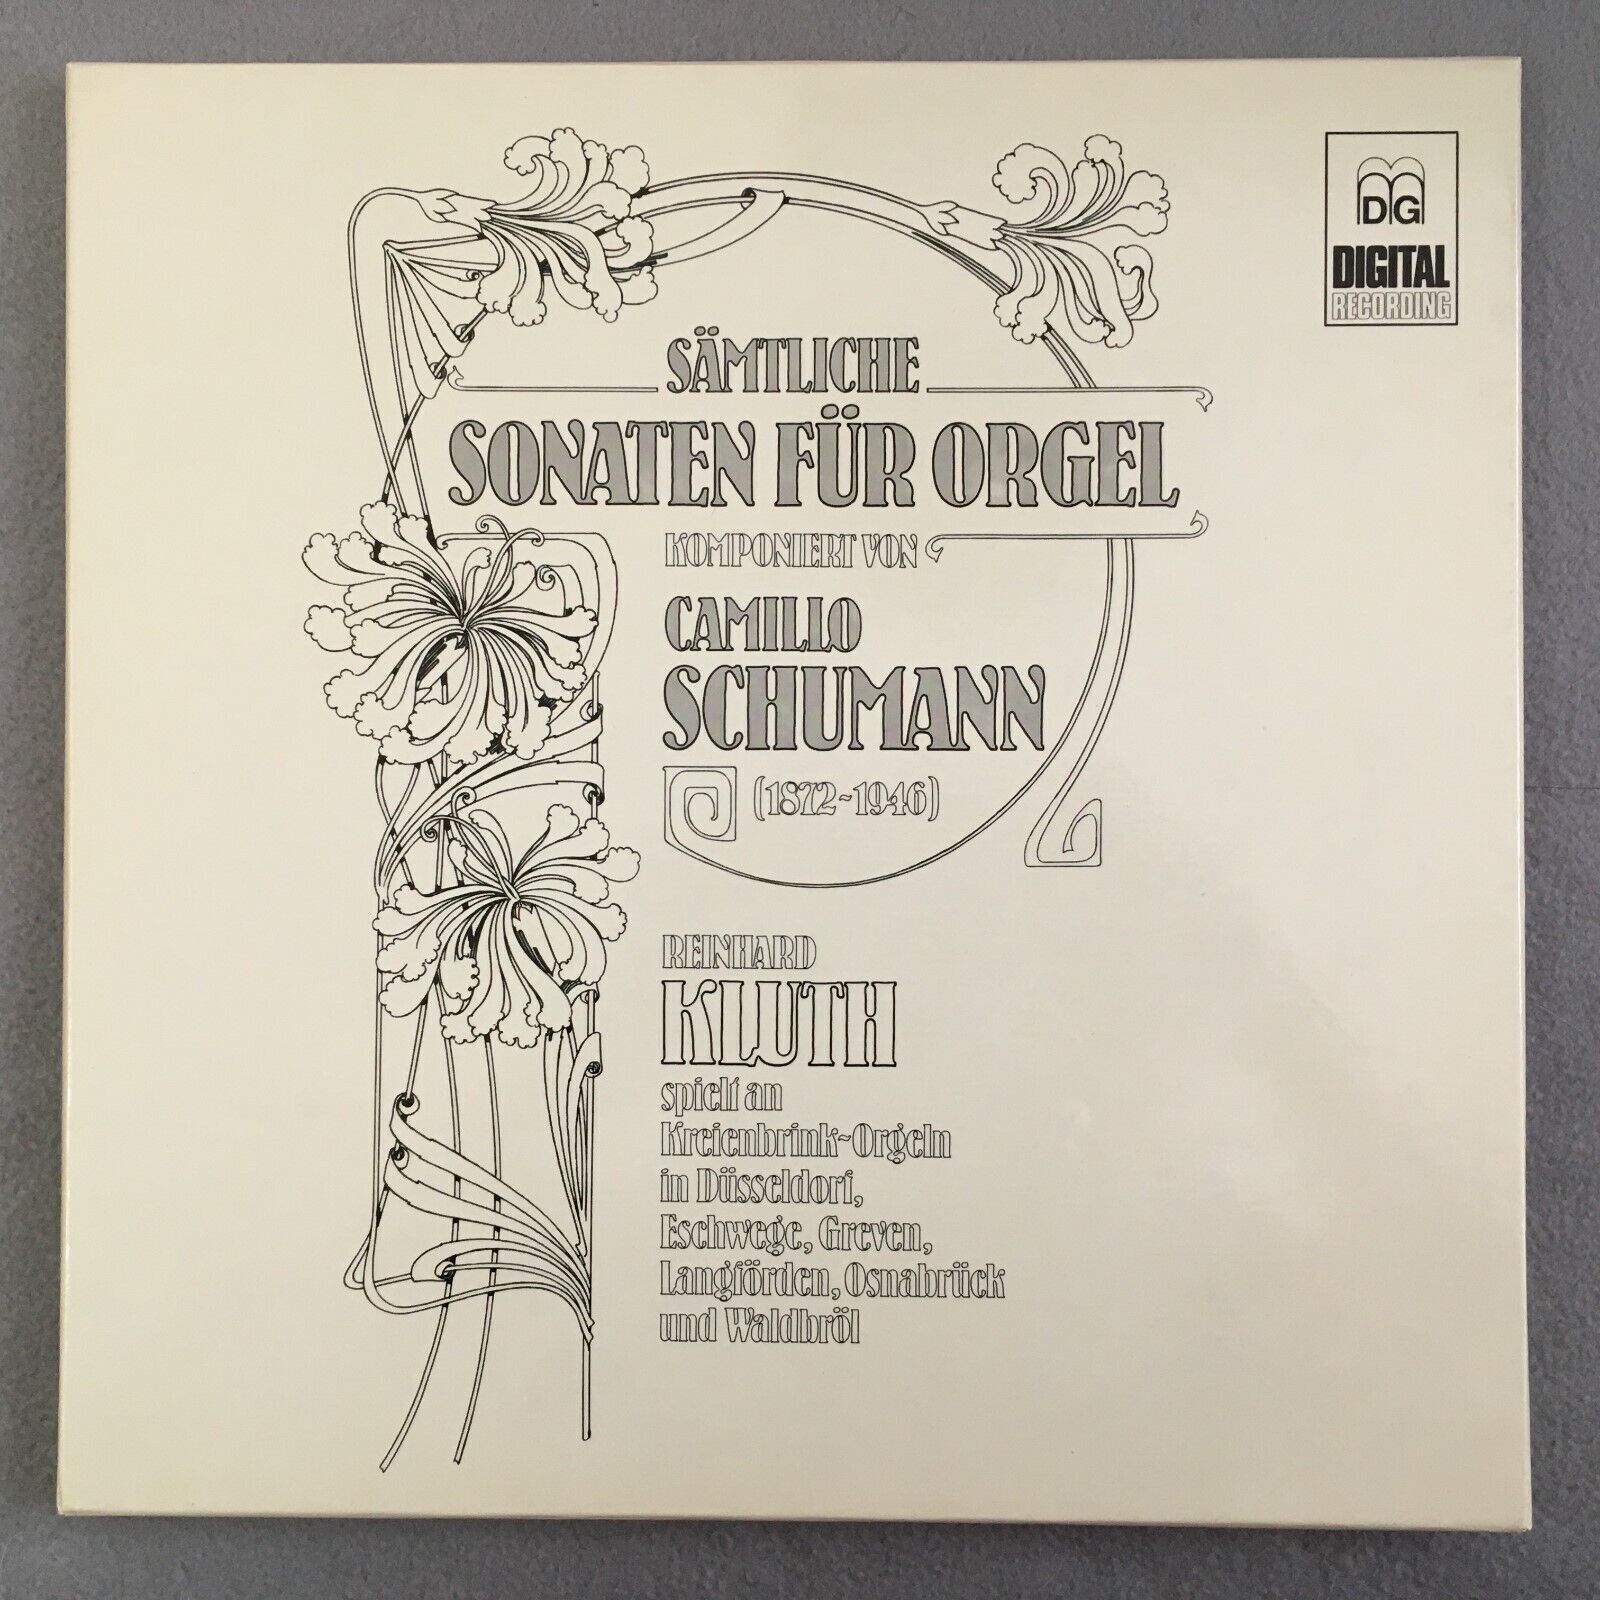 MDG
DIGITAL
RECORDING
SÄMTLICHE
SONATEN FÜR ORGEL
KOMPONIERT VON
CAMILLO
SCHUMANN
(1872-1946)
REINHARD
KLUTH
spielt an
Kreienbrink-Orgeln
in Düsseldorf,
Eschwege, Greven,
Langförden, Osnabrück
und Waldbröl